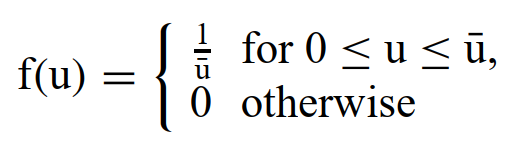 f(u) = { 1/ū for 0 ≤ u ≤ ū,
0 otherwise